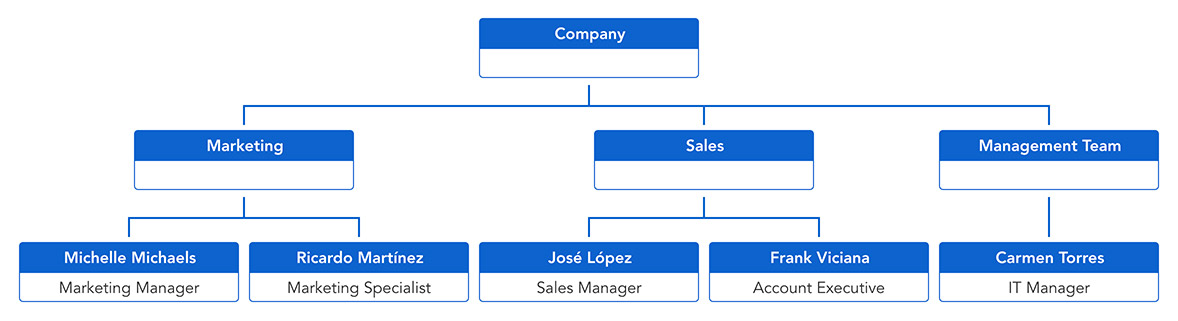 Company
Marketing
Sales
Management Team
Michelle Michaels
Marketing Manager
Ricardo Martínez
Marketing Specialist
José López
Sales Manager
Frank Viciana
Account Executive
Carmen Torres
IT Manager